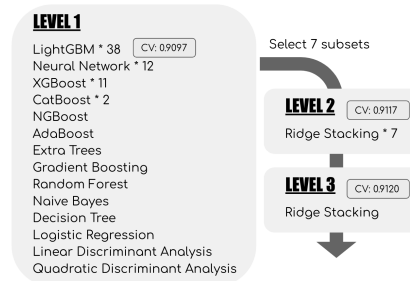 LEVEL 1
LightGBM * 38 CV: 0.9097
Neural Network * 12
XGBoost * 11
CatBoost * 2
NGBoost
AdaBoost
Extra Trees
Gradient Boosting
Random Forest
Naive Bayes
Decision Tree
Logistic Regression
Linear Discriminant Analysis
Quadratic Discriminant Analysis
Select 7 subsets
LEVEL 2 CV: 0.9117
Ridge Stacking * 7
LEVEL 3 CV: 0.9120
Ridge Stacking